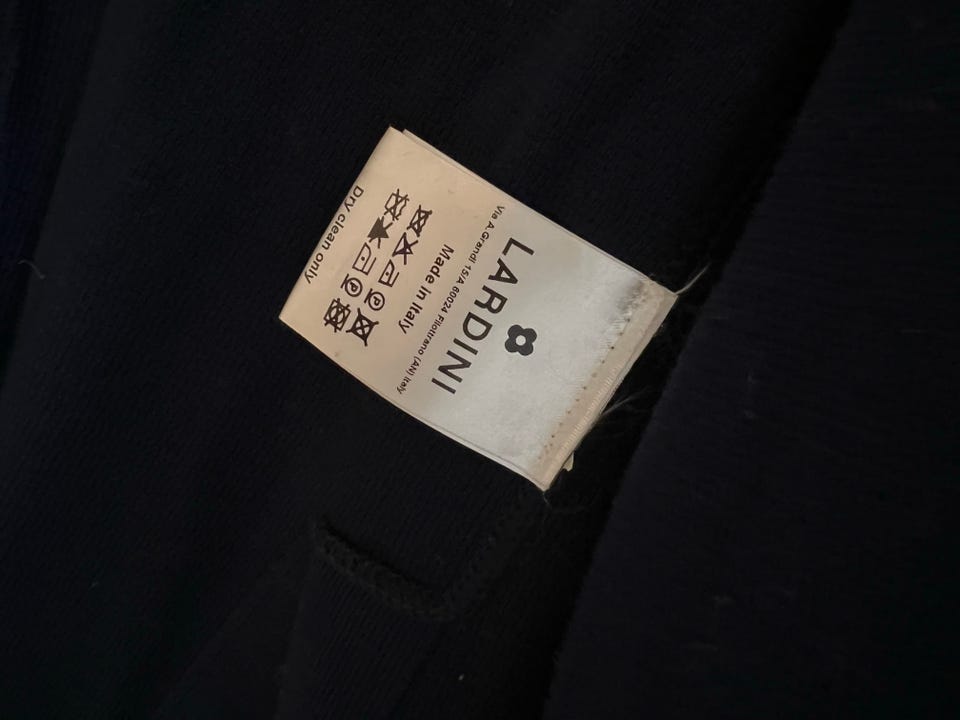 LARDINI
Via A.Grandi 15/A 60024 Filottrano (AN) Italy
Made in Italy
P
P
Dry clean only